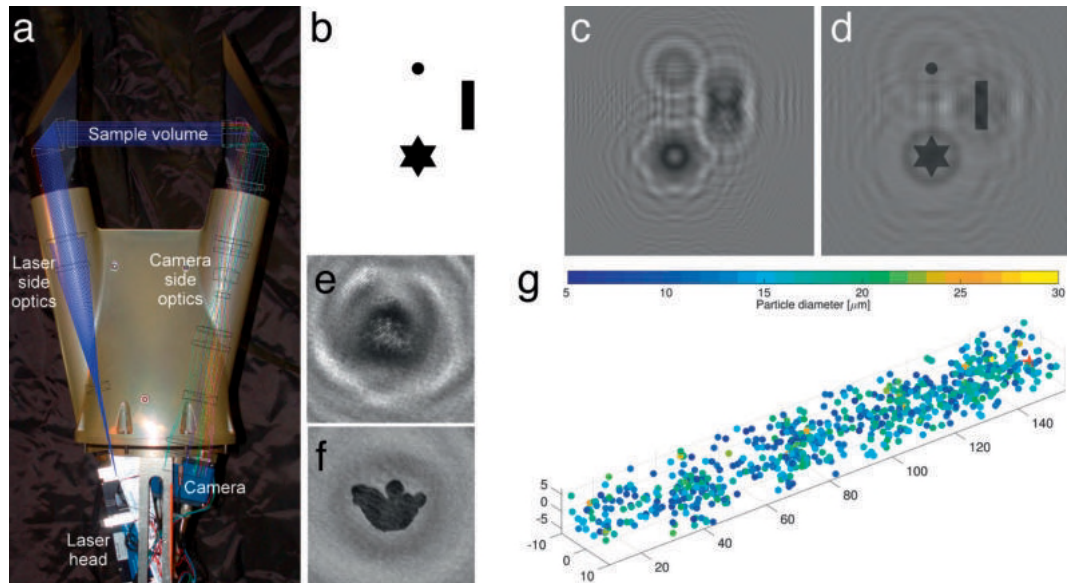 a
Sample volume
Laser
side
optics
Camera
side
optics
Camera
Laser
head
b
c
d
e
f
g
5 10 15 20 25 30
Particle diameter [μm]
5
0
-5
-10
0
10
20
40
60
80
100
120
140